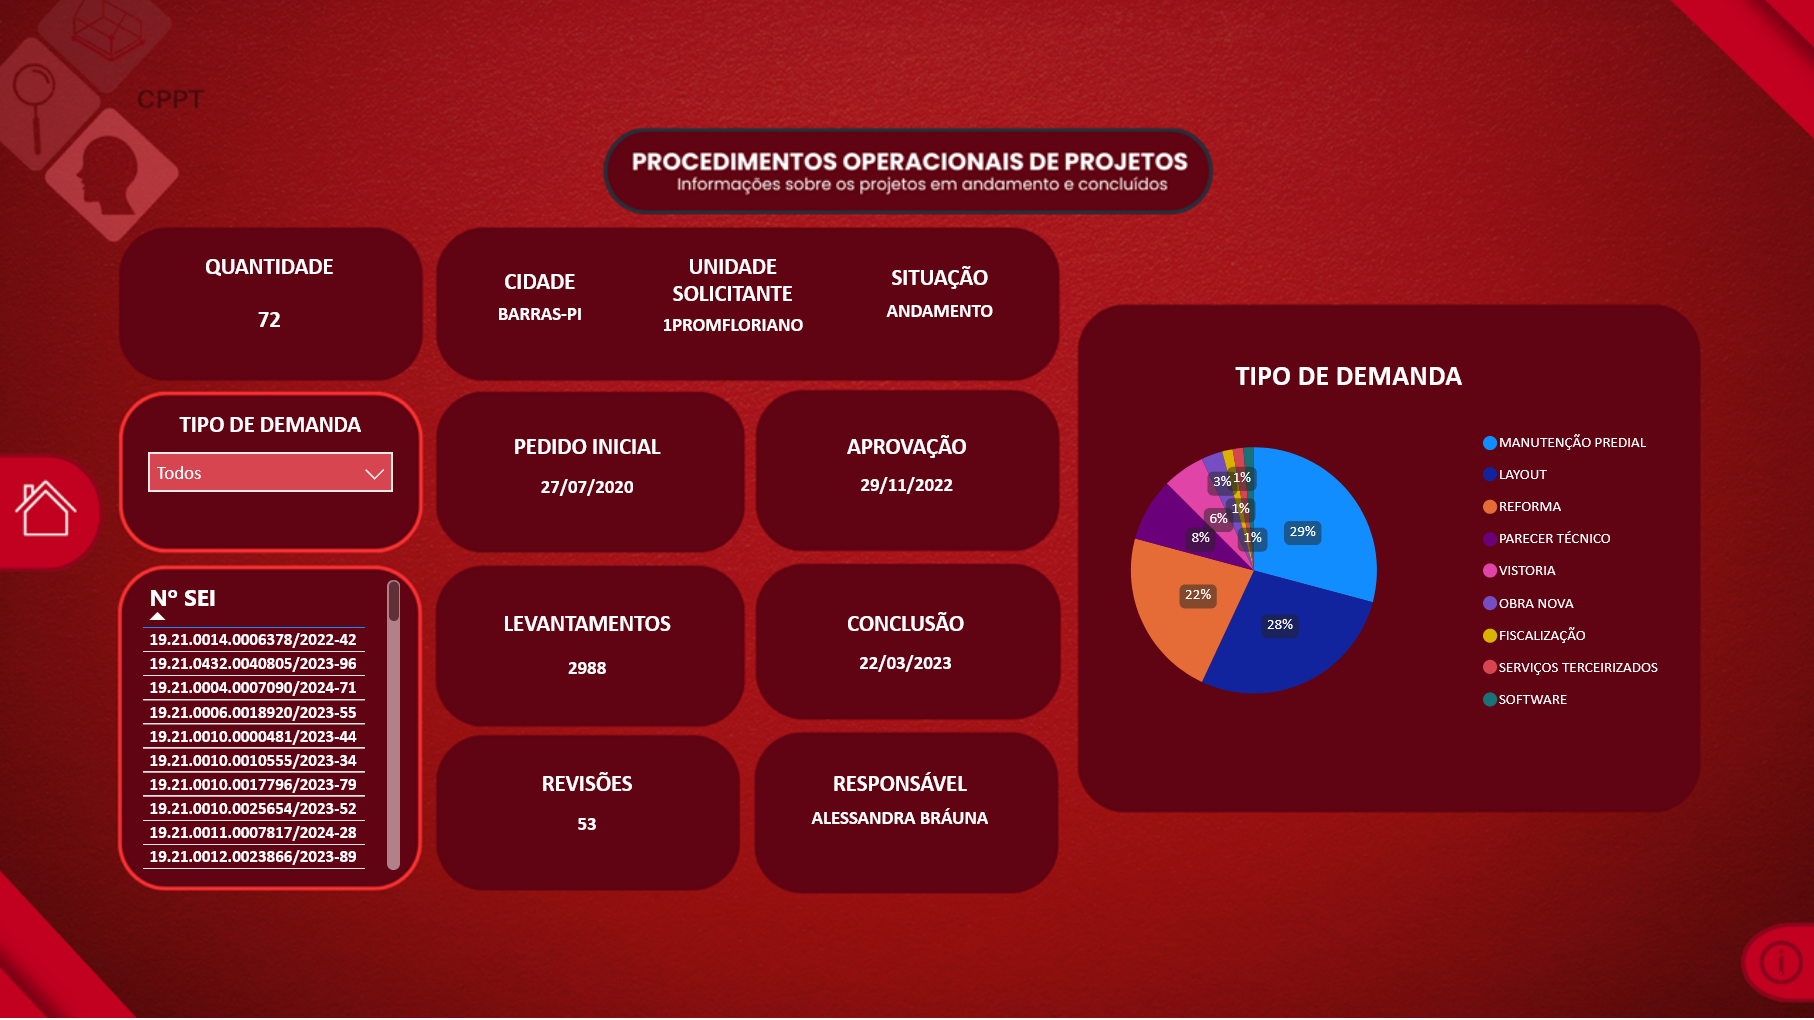 CPPT
PROCEDIMENTOS OPERACIONAIS DE PROJETOS
Informações sobre os projetos em andamento e concluídos
QUANTIDADE
72
CIDADE
BARRAS-PI
UNIDADE
SOLICITANTE
1PROMFLORIANO
SITUAÇÃO
ANDAMENTO
TIPO DE DEMANDA
Todos
PEDIDO INICIAL
27/07/2020
APROVAÇÃO
29/11/2022
Nº SEI
19.21.0014.0006378/2022-42
19.21.0432.0040805/2023-96
19.21.0004.0007090/2024-71
19.21.0006.0018920/2023-55
19.21.0010.0000481/2023-44
19.21.0010.0010555/2023-34
19.21.0010.0017796/2023-79
19.21.0010.0025654/2023-52
19.21.0011.0007817/2024-28
19.21.0012.0023866/2023-89
LEVANTAMENTOS
2988
CONCLUSÃO
22/03/2023
REVISÕES
53
RESPONSÁVEL
ALESSANDRA BRÁUNA
TIPO DE DEMANDA
29%
28%
22%
8%
6%
3%
1%
1%
1%
MANUTENÇÃO PREDIAL
LAYOUT
REFORMA
PARECER TÉCNICO
VISTORIA
OBRA NOVA
FISCALIZAÇÃO
SERVIÇOS TERCEIRIZADOS
SOFTWARE